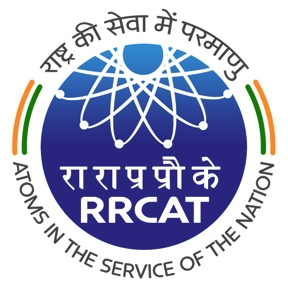 राष्ट्र की सेवा में परमाणु
रा रा प्र प्रौ के
RRCAT
ATOMS IN THE SERVICE OF THE NATION